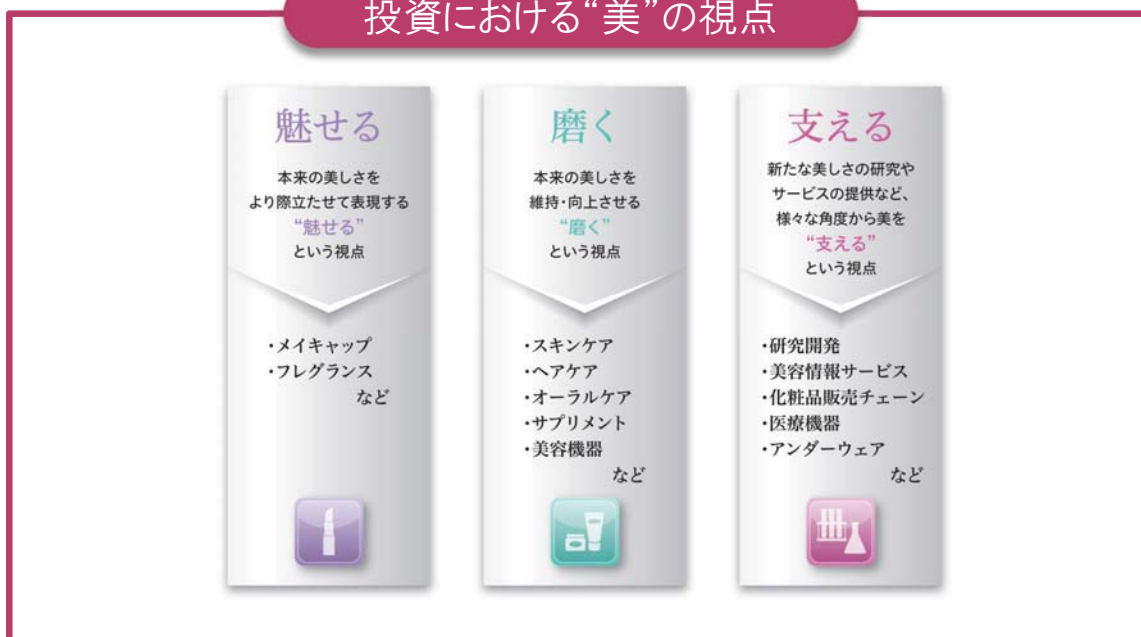 投資における“美”の視点
魅せる
本来の美しさを
より際立たせて表現する
“魅せる”
という視点
・メイキャップ
・フレグランス
など
磨く
本来の美しさを
維持・向上させる
“磨く”
という視点
・スキンケア
・ヘアケア
・オーラルケア
・サプリメント
・美容機器
など
支える
新たな美しさの研究や
サービスの提供など、
様々な角度から美を
“支える”
という視点
・研究開発
・美容情報サービス
・化粧品販売チェーン
・医療機器
・アンダーウェア
など